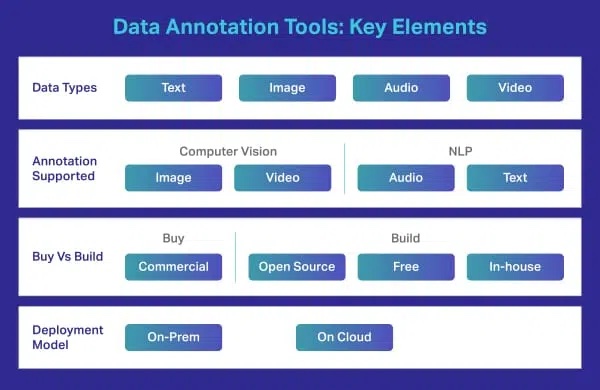 Data Annotation Tools: Key Elements
Data Types
Text
Image
Audio
Video
Annotation
Supported
Computer Vision
NLP
Image
Video
Audio
Text
Buy Vs Build
Buy
Build
Commercial
Open Source
Free
In-house
Deployment
Model
On-Prem
On Cloud